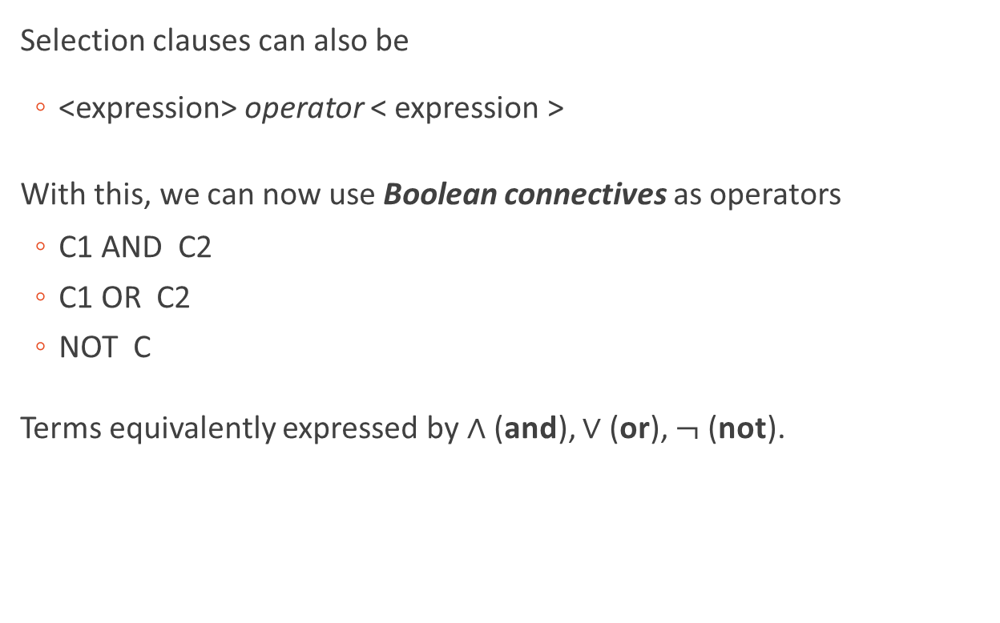 Selection clauses can also be
◦ <expression> operator < expression >
With this, we can now use Boolean connectives as operators
◦ C1 AND  C2
◦ C1 OR  C2
◦ NOT  C
Terms equivalently expressed by ∧ (and), ∨ (or), ¬ (not).